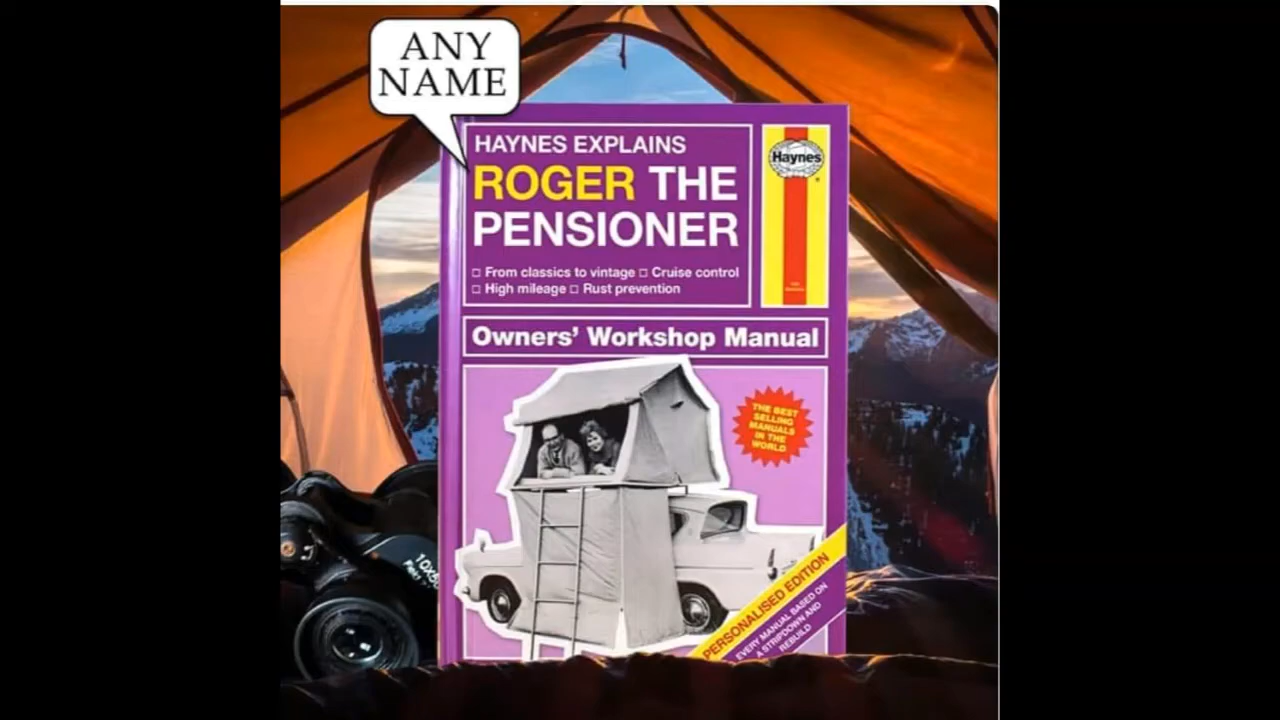 ANY
NAME
HAYNES EXPLAINS
ROGER THE
PENSIONER
□ From classics to vintage □ Cruise control
□ High mileage □ Rust prevention
Haynes
Owners' Workshop Manual
THE BEST
SELLING
MANUALS
IN THE
WORLD
PERSONALISED EDITION
EVERY MANUAL BASED ON
A STRIPDOWN AND
REBUILD